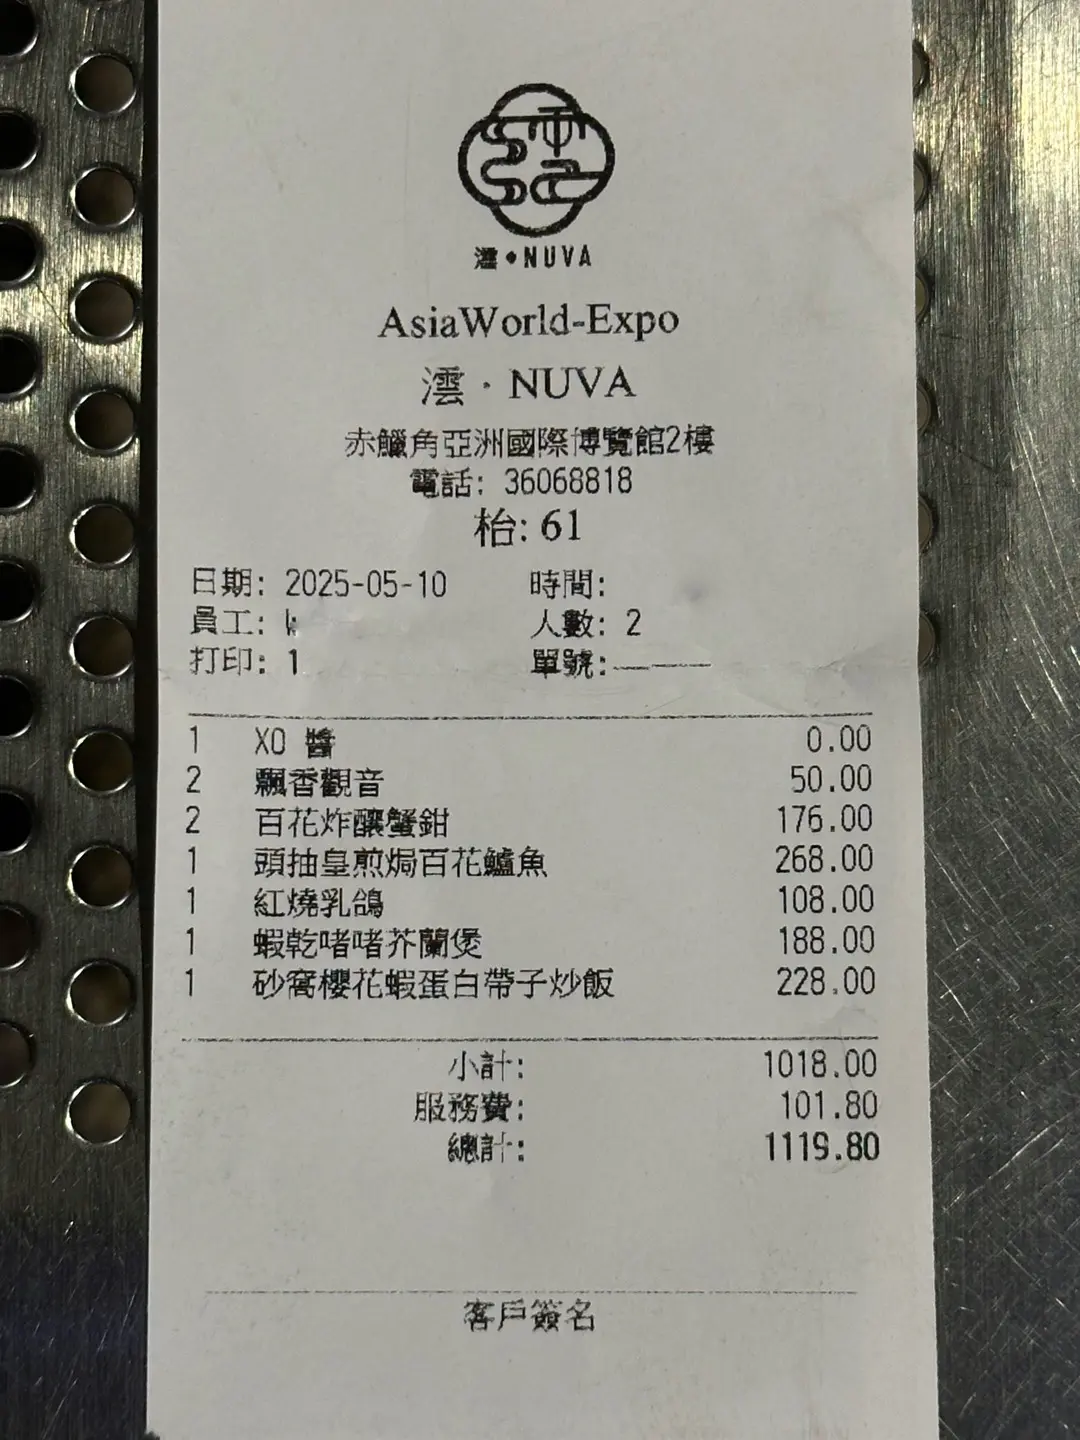 澐•NUVA
AsiaWorld-Expo
澐 · NUVA
赤鱲角亞洲國際博覽館2樓
電話: 36068818
枱: 61
日期: 2025-05-10 時間:
員工: k 人數: 2
打印: 1 單號:
1 XO 醬 0.00
2 飄香觀音 50.00
2 百花炸釀蟹鉗 176.00
1 頭抽皇煎焗百花鱸魚 268.00
1 紅燒乳鴿 108.00
1 蝦乾啫啫芥蘭煲 188.00
1 砂窩櫻花蝦蛋白帶子炒飯 228.00
小計: 1018.00
服務費: 101.80
總計: 1119.80
客戶簽名